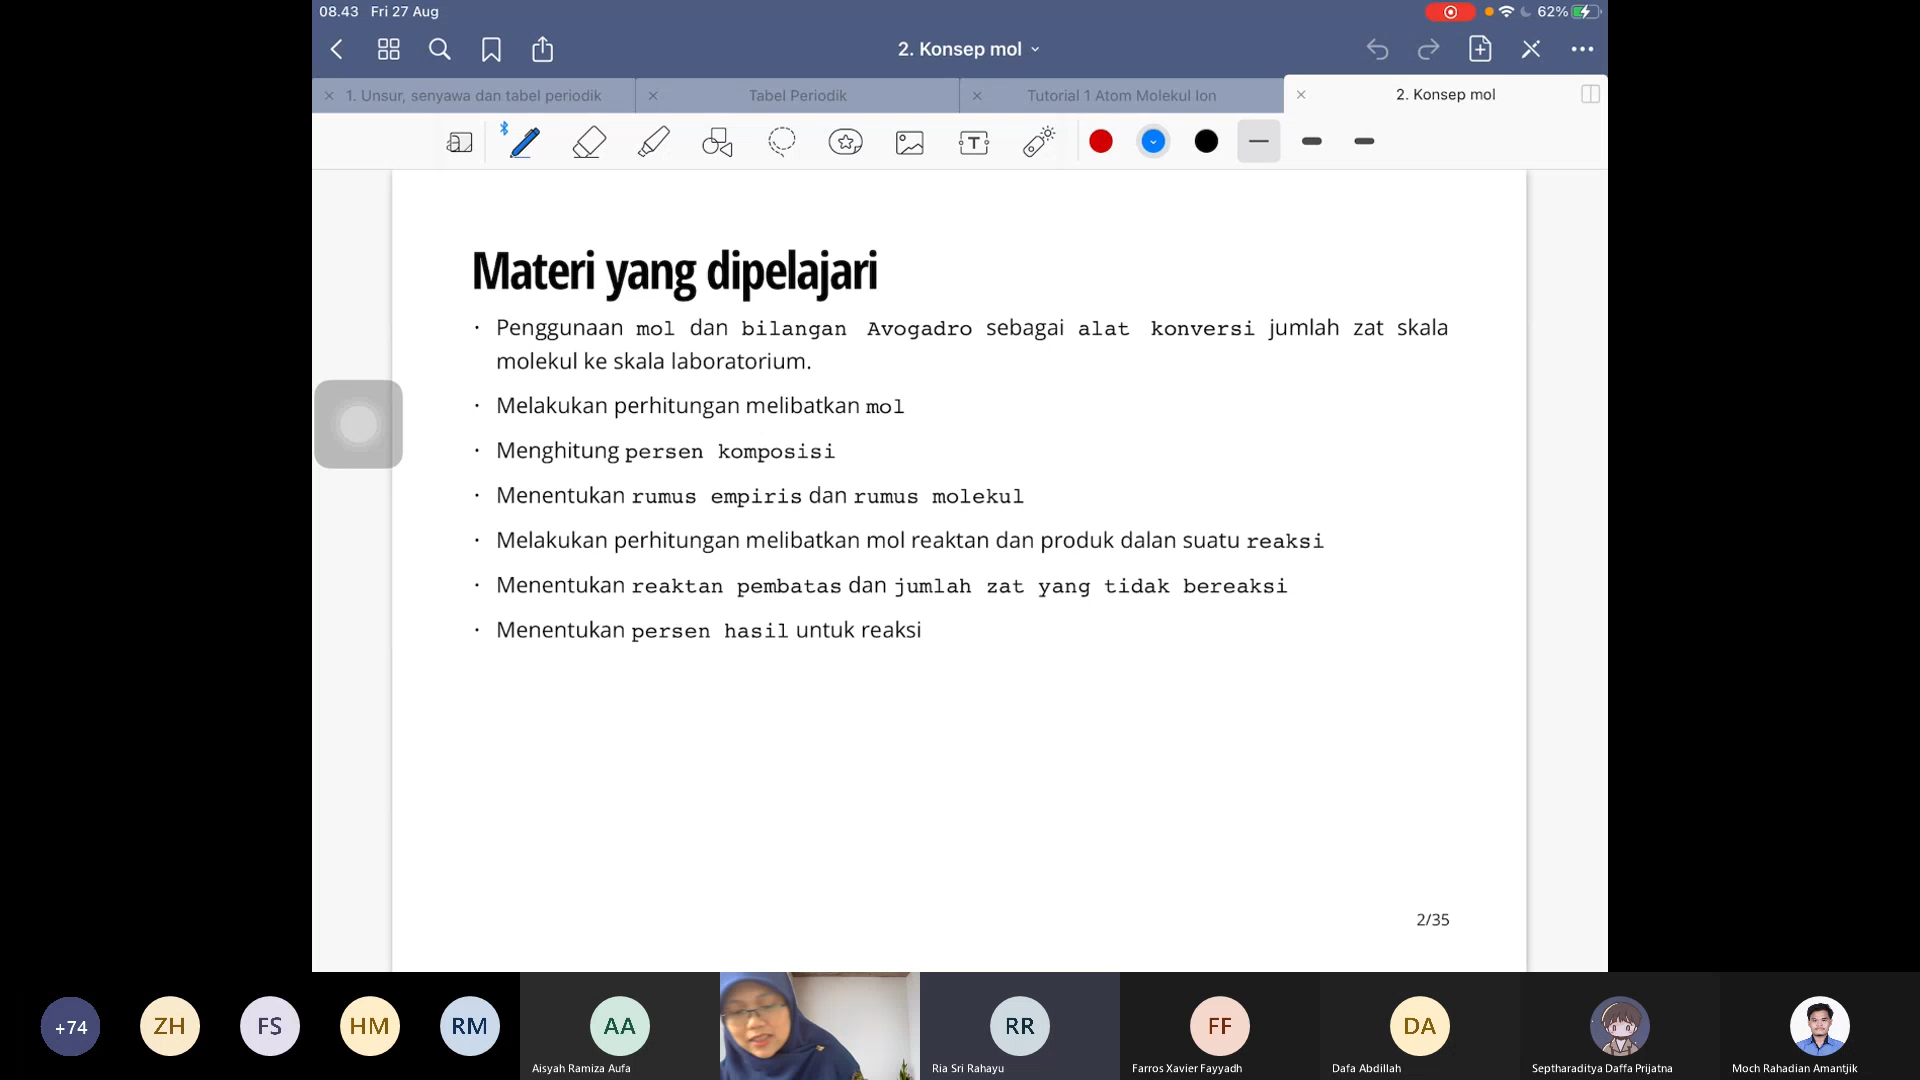 08.43 Fri 27 Aug
62%
2. Konsep mol
1. Unsur, senyawa dan tabel periodik
Tabel Periodik
Tutorial 1 Atom Molekul Ion
2. Konsep mol
T
Materi yang dipelajari
· Penggunaan mol dan bilangan Avogadro sebagai alat konversi jumlah zat skala
molekul ke skala laboratorium.
· Melakukan perhitungan melibatkan mol
· Menghitung persen komposisi
· Menentukan rumus empiris dan rumus molekul
· Melakukan perhitungan melibatkan mol reaktan dan produk dalan suatu reaksi
· Menentukan reaktan pembatas dan jumlah zat yang tidak bereaksi
· Menentukan persen hasil untuk reaksi
2/35
+74
ZH
FS
HM
RM
AA
RR
FF
DA
Aisyah Ramiza Aufa
Ria Sri Rahayu
Farros Xavier Fayyadh
Dafa Abdillah
Septharaditya Daffa Prijatna
Moch Rahadian Amantjik